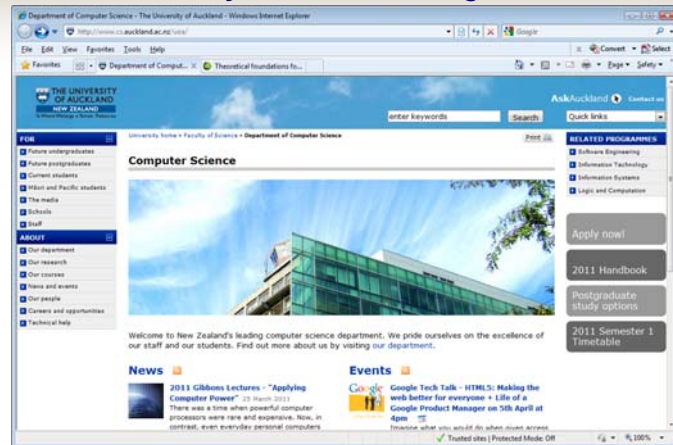 Department of Computer Science - The University of Auckland - Windows Internet Explorer
http://www.cs.auckland.ac.nz/uoa/
Google
File Edit View Favorites Tools Help
Convert Select
Favorites Department of Comput... X Theoretical foundations fo...
Page Safety
THE UNIVERSITY
OF AUCKLAND
NEW ZEALAND
AskAuckland Contact us
enter keywords Search Quick links
University home » Faculty of Science » Department of Computer Science
Print
FOR
Future undergraduates
Future postgraduates
Current students
Māori and Pacific students
The media
Schools
Staff
ABOUT
Our department
Our research
Our courses
News and events
Our people
Careers and opportunities
Technical help
Computer Science
Welcome to New Zealand's leading computer science department. We pride ourselves on the excellence of
our staff and our students. Find out more about us by visiting our department.
News
2011 Gibbons Lectures - "Applying
Computer Power" 25 March 2011
There was a time when powerful computer
processors were rare and expensive. Now, in
contrast, even everyday personal computers
Events
Google
Google Tech Talk - HTML5: Making the
web better for everyone + Life of a
Google Product Manager on 5th April at
4pm
Imagine what you would do when given access
RELATED PROGRAMMES
Software Engineering
Information Technology
Information Systems
Logic and Computation
Apply now!
2011 Handbook
Postgraduate
study options
2011 Semester 1
Timetable
Trusted sites | Protected Mode: Off
100%